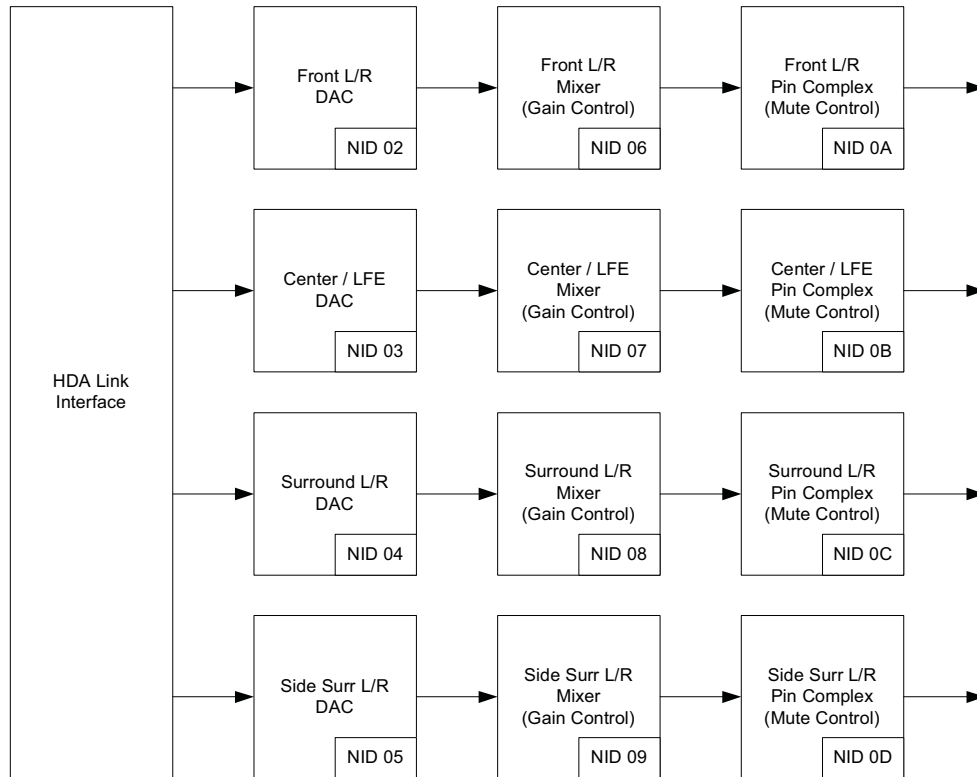 Front L/R
DAC
NID 02
Front L/R
Mixer
(Gain Control)
NID 06
Front L/R
Pin Complex
(Mute Control)
NID 0A
Center / LFE
DAC
NID 03
Center / LFE
Mixer
(Gain Control)
NID 07
Center / LFE
Pin Complex
(Mute Control)
NID 0B
HDA Link
Interface
Surround L/R
DAC
NID 04
Surround L/R
Mixer
(Gain Control)
NID 08
Surround L/R
Pin Complex
(Mute Control)
NID 0C
Side Surr L/R
DAC
NID 05
Side Surr L/R
Mixer
(Gain Control)
NID 09
Side Surr L/R
Pin Complex
(Mute Control)
NID 0D